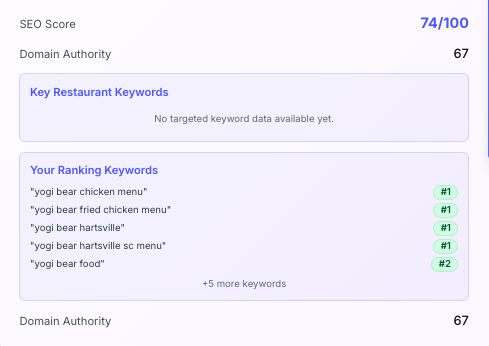 SEO Score 74/100
Domain Authority 67
Key Restaurant Keywords
No targeted keyword data available yet.
Your Ranking Keywords
"yogi bear chicken menu" #1
"yogi bear fried chicken menu" #1
"yogi bear hartsville" #1
"yogi bear hartsville sc menu" #1
"yogi bear food" #2
+5 more keywords
Domain Authority 67